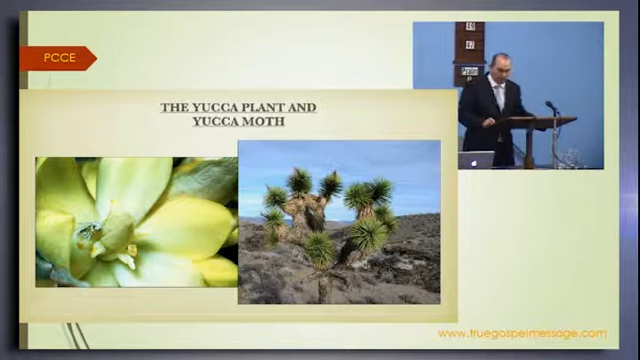 PCCE
THE YUCCA PLANT AND
YUCCA MOTH
www.truegospelmessage.com